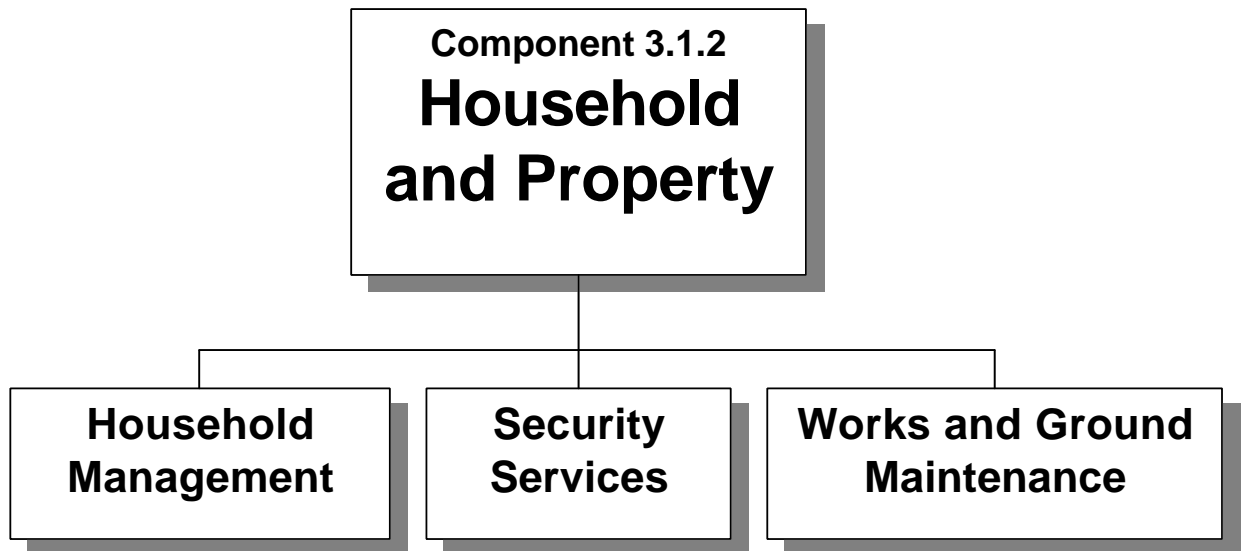 Component 3.1.2
Household
and Property
Household
Management
Security
Services
Works and Ground
Maintenance